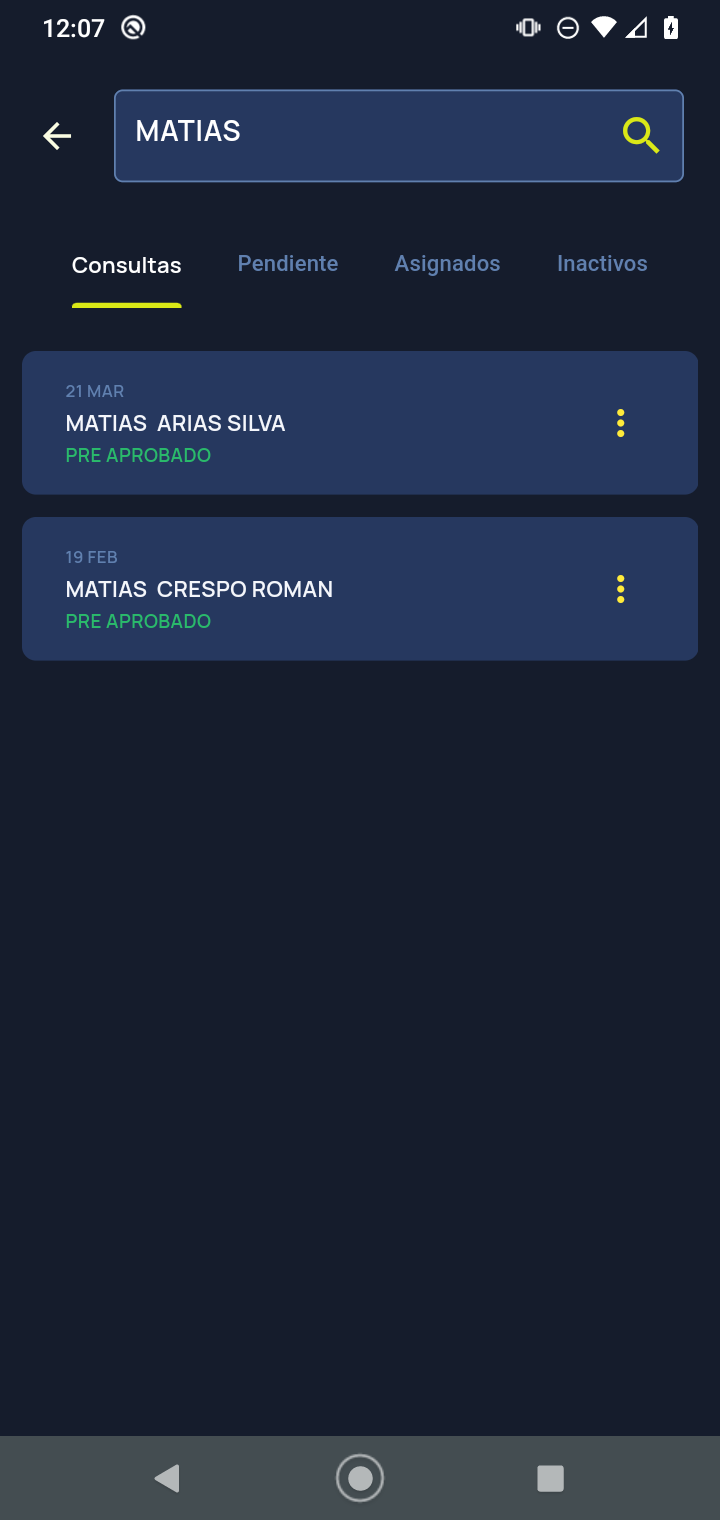 12:07
MATIAS
Consultas Pendiente Asignados Inactivos
21 MAR
MATIAS  ARIAS SILVA
PRE APROBADO
19 FEB
MATIAS  CRESPO ROMAN
PRE APROBADO